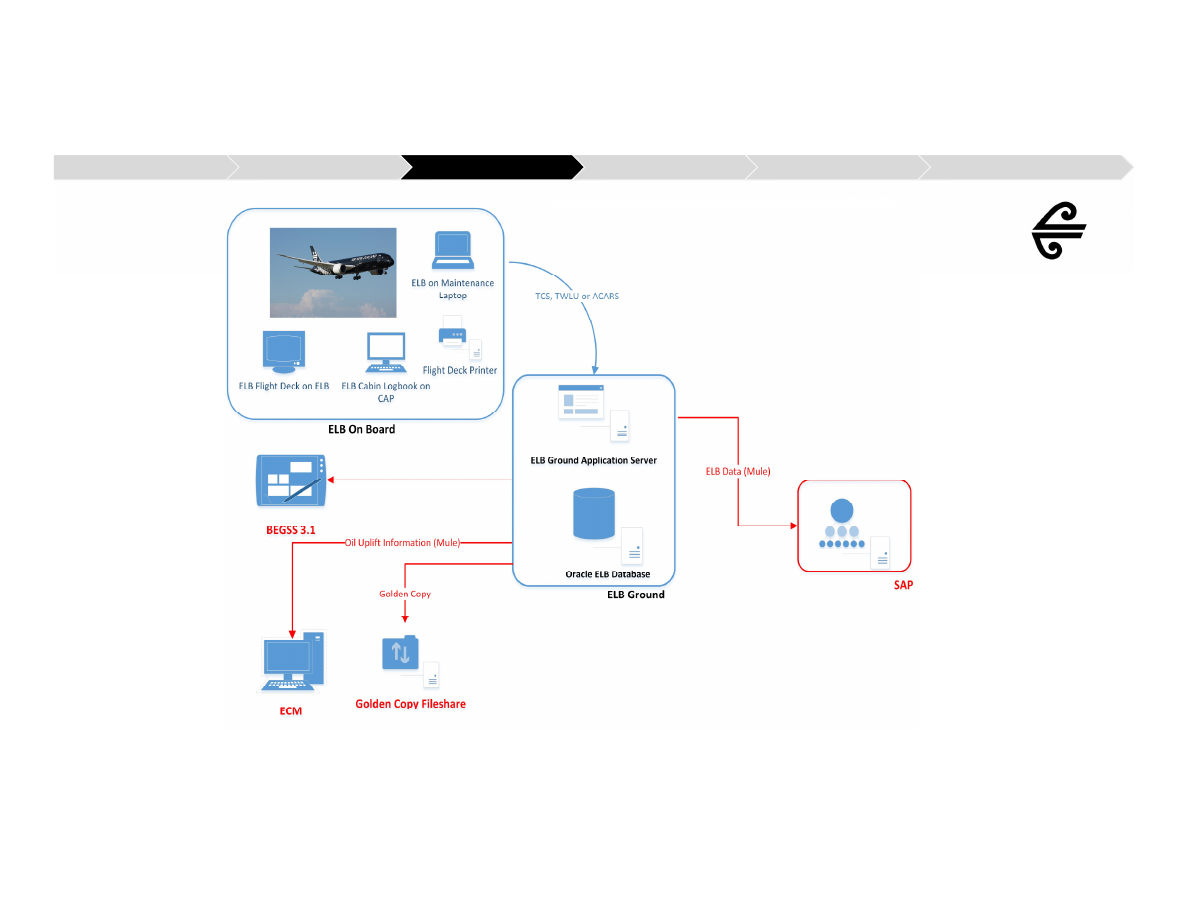 ELB on Maintenance
Laptop
TCS, TWLU or ACARS
Flight Deck Printer
ELB Flight Deck on ELB
ELB Cabin Logbook on
CAP
ELB On Board
ELB Ground Application Server
ELB Data (Mule)
BEGSS 3.1
Oil Uplift Information (Mule)
Oracle ELB Database
SAP
Golden Copy
ELB Ground
Golden Copy Fileshare
ECM